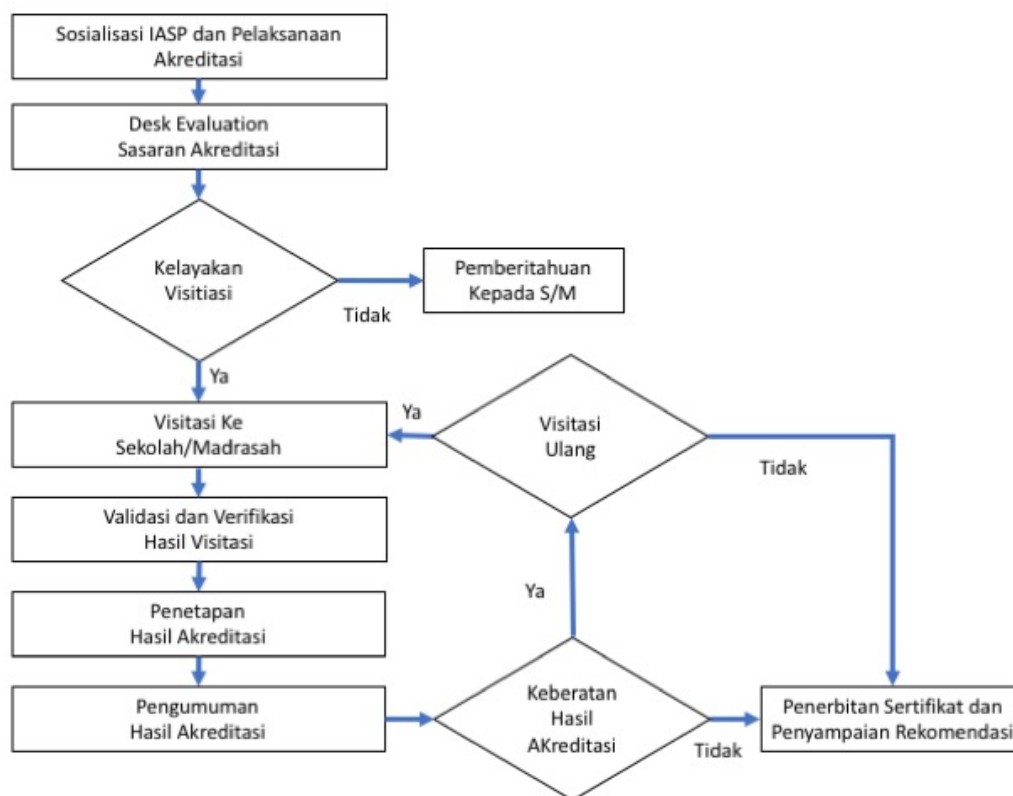 Sosialisasi IASP dan Pelaksanaan
Akreditasi
Desk Evaluation
Sasaran Akreditasi
Kelayakan
Visitiasi
Tidak
Pemberitahuan
Kepada S/M
Ya
Visitasi Ke
Sekolah/Madrasah
Ya
Visitasi
Ulang
Tidak
Validasi dan Verifikasi
Hasil Visitasi
Penetapan
Hasil Akreditasi
Ya
Pengumuman
Hasil Akreditasi
Keberatan
Hasil
AKreditasi
Tidak
Penerbitan Sertifikat dan
Penyampaian Rekomendasi